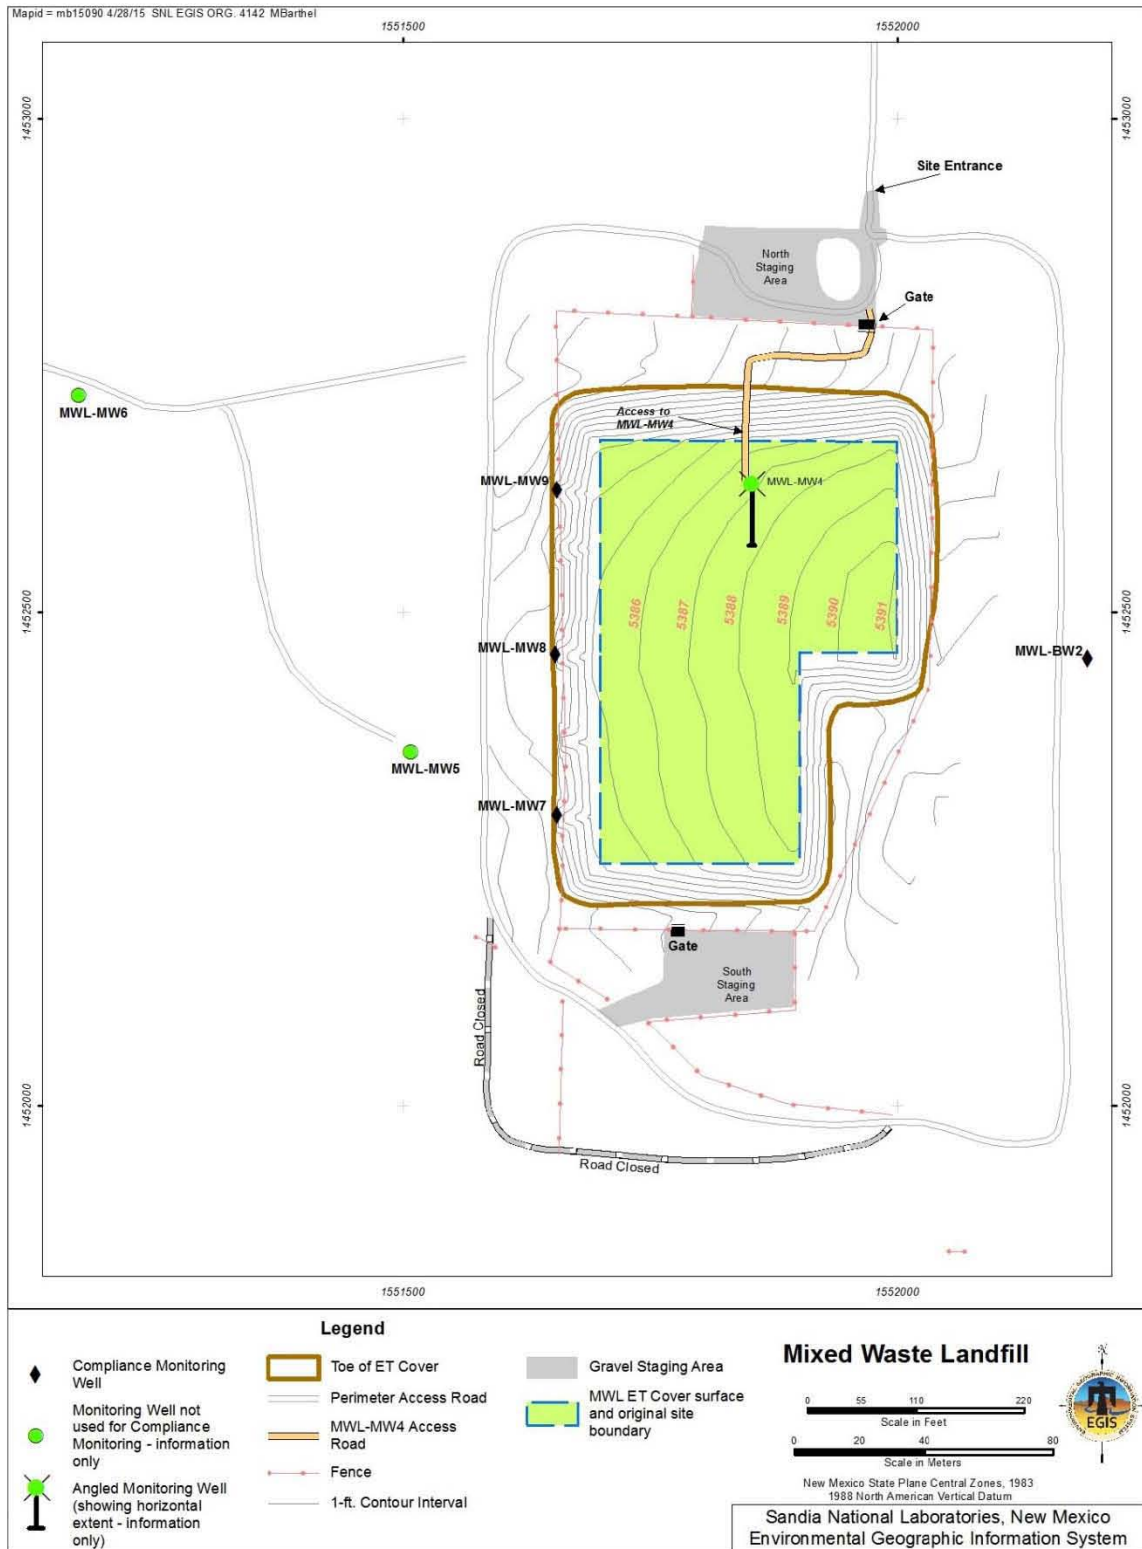 Mapid = mb15090 4/28/15 SNL EGIS ORG. 4142 MBarthel
1551500
1552000
1453000
1453000
Site Entrance
North
Staging
Area
Gate
MWL-MW6
Access to
MWL-MW4
MWL-MW9
MWL-MW4
1452500
1452500
5386
5387
5388
5389
5390
5391
MWL-MW8
MWL-BW2
MWL-MW5
MWL-MW7
Gate
South
Staging
Area
Road Closed
1452000
1452000
Road Closed
1551500
1552000
Legend
Compliance Monitoring
Well
Monitoring Well not
used for Compliance
Monitoring - information
only
Angled Monitoring Well
(showing horizontal
extent - information
only)
Toe of ET Cover
Perimeter Access Road
MWL-MW4 Access
Road
Fence
1-ft. Contour Interval
Gravel Staging Area
MWL ET Cover surface
and original site
boundary
Mixed Waste Landfill
0 55 110 220
Scale in Feet
0 20 40 80
Scale in Meters
EGIS
New Mexico State Plane Central Zones, 1983
1988 North American Vertical Datum
Sandia National Laboratories, New Mexico
Environmental Geographic Information System